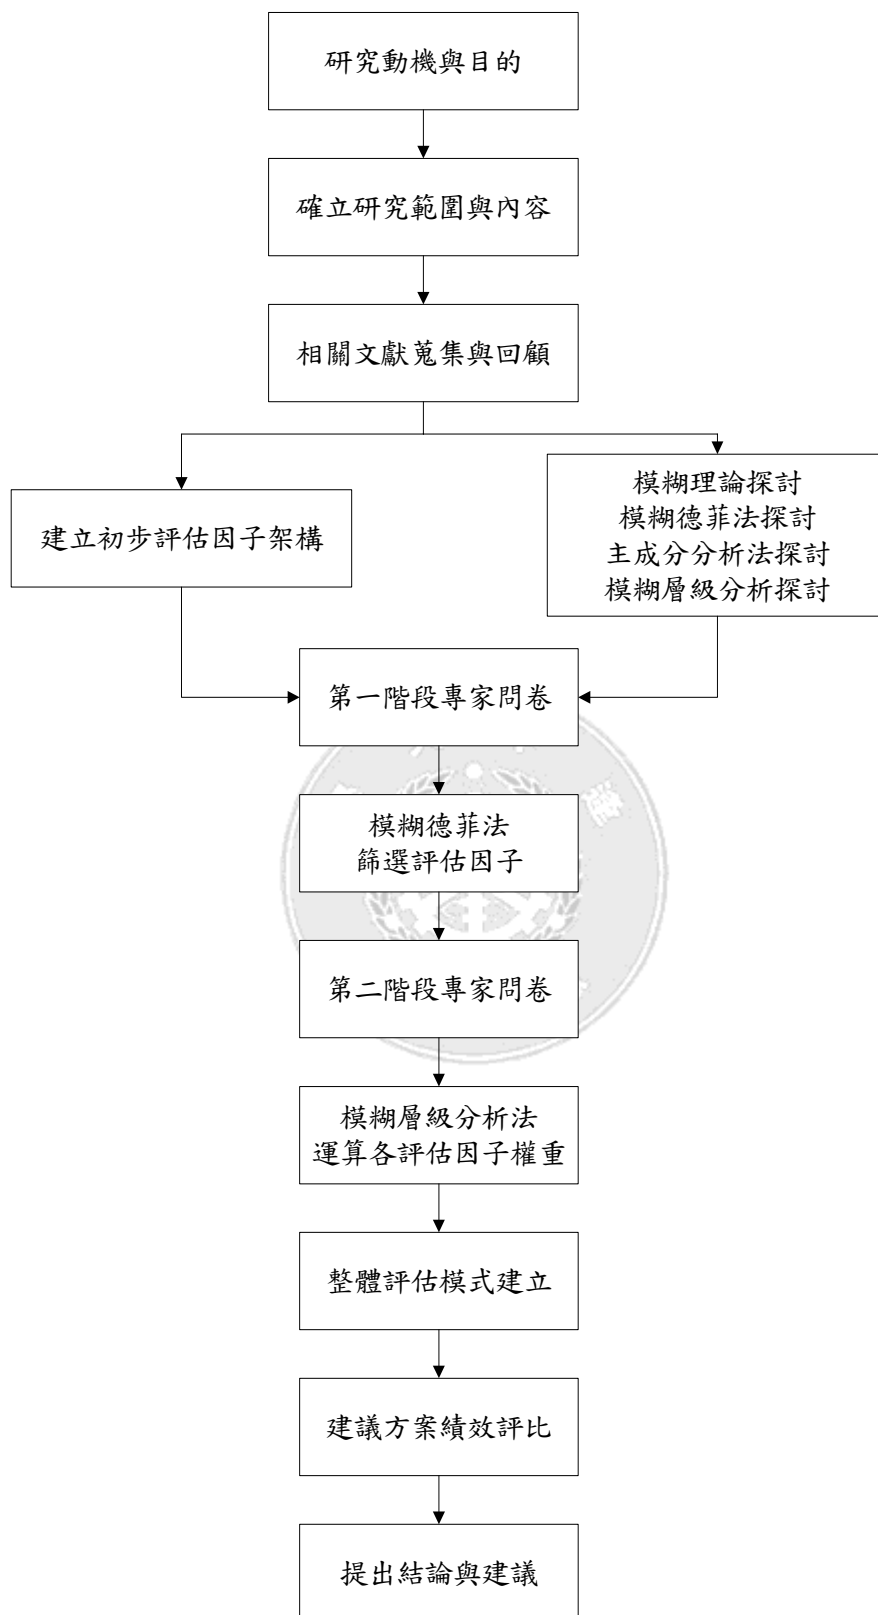 研究動機與目的
確立研究範圍與內容
相關文獻蒐集與回顧
建立初步評估因子架構
模糊理論探討
模糊德菲法探討
主成分分析法探討
模糊層級分析探討
第一階段專家問卷
模糊德菲法
篩選評估因子
第二階段專家問卷
模糊層級分析法
運算各評估因子權重
整體評估模式建立
建議方案績效評比
提出結論與建議